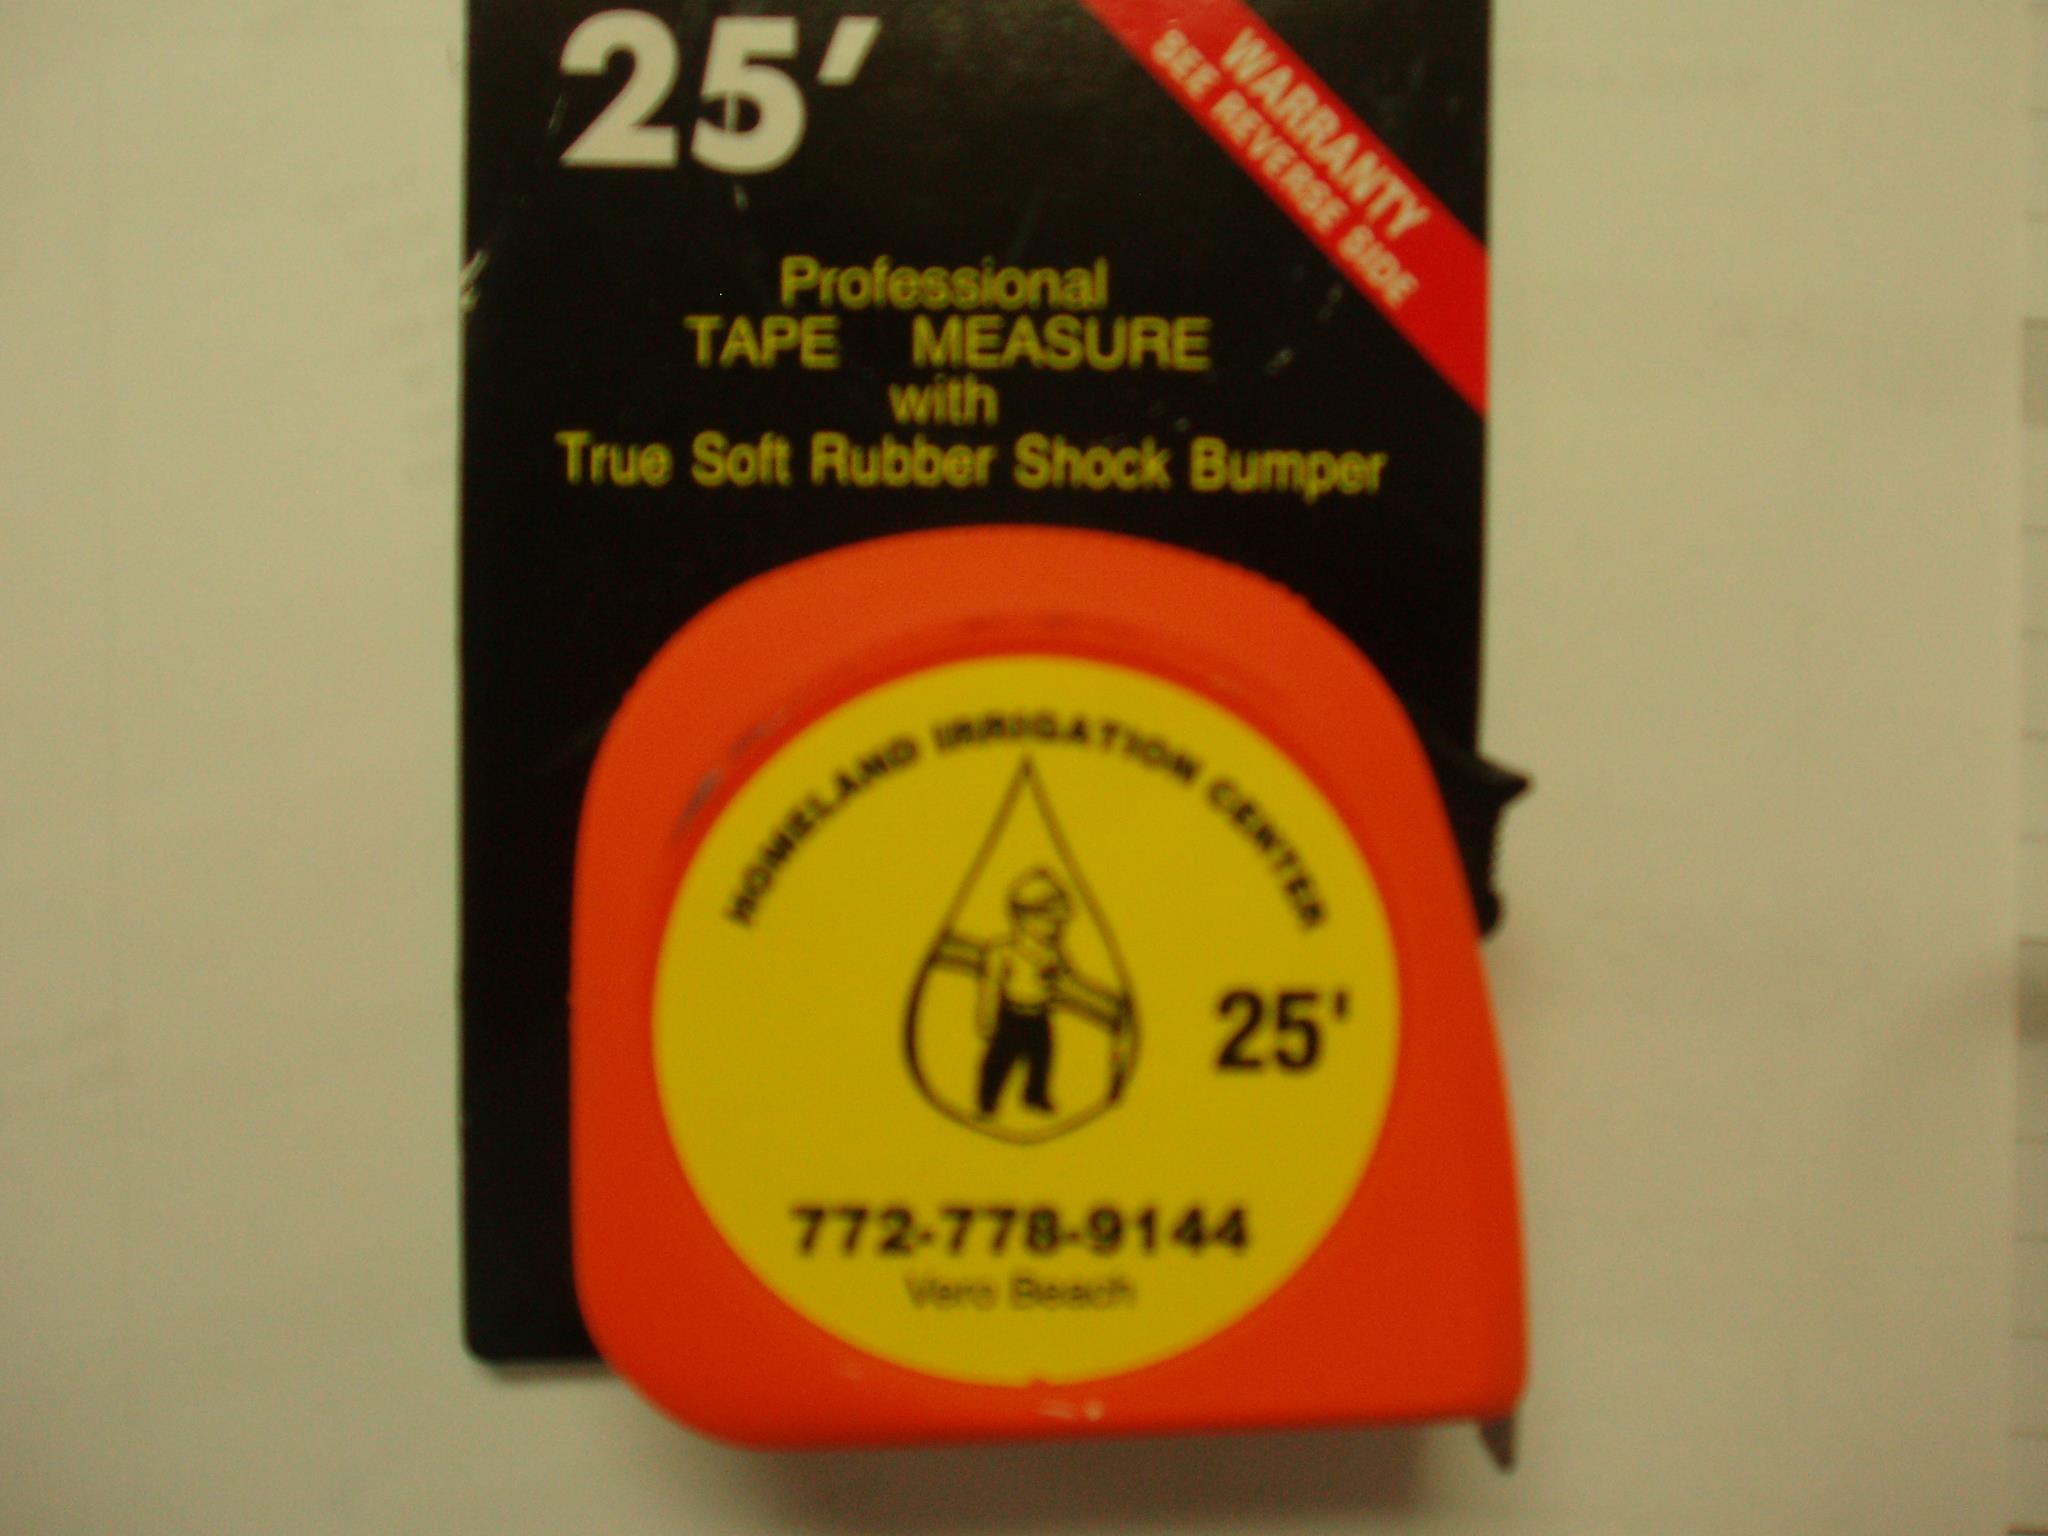 25'
WARRANTY
SEE REVERSE SIDE
Professional
TAPE MEASURE
with
True Soft Rubber Shock Bumper
HOMELAND IRRIGATION CENTER
25'
772-778-9144
Vero Beach